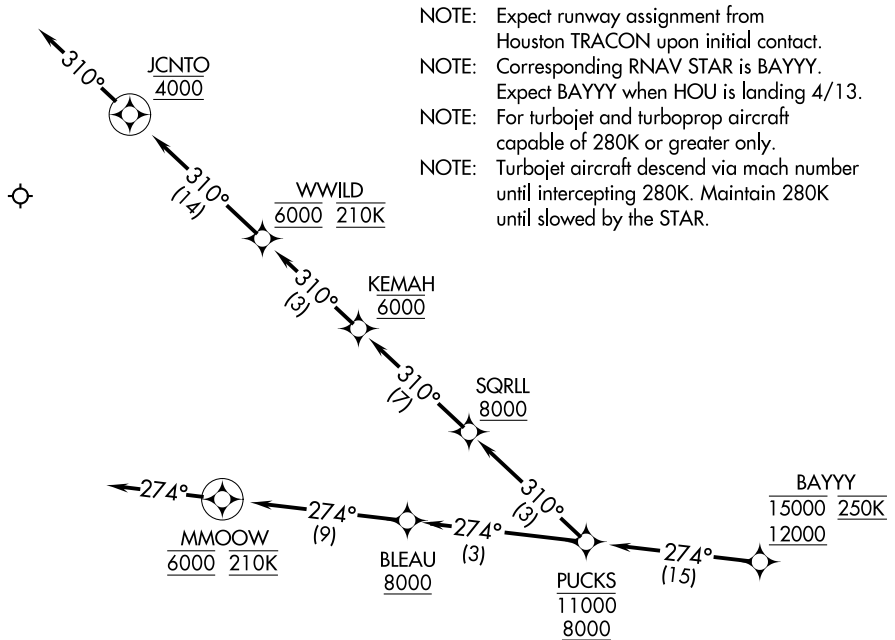 NOTE: Expect runway assignment from
Houston TRACON upon initial contact.
NOTE: Corresponding RNAV STAR is BAYYY.
Expect BAYYY when HOU is landing 4/13.
NOTE: For turbojet and turboprop aircraft
capable of 280K or greater only.
NOTE: Turbojet aircraft descend via mach number
until intercepting 280K. Maintain 280K
until slowed by the STAR.
310°
JCNTO
4000
310°
(14)
WWILD
6000 210K
310°
(3)
KEMAH
6000
310°
(7)
SQRLL
8000
310°
(3)
BAYYY
15000 250K
12000
274°
(15)
PUCKS
11000
8000
274°
(3)
BLEAU
8000
274°
(9)
MMOOW
6000 210K
274°